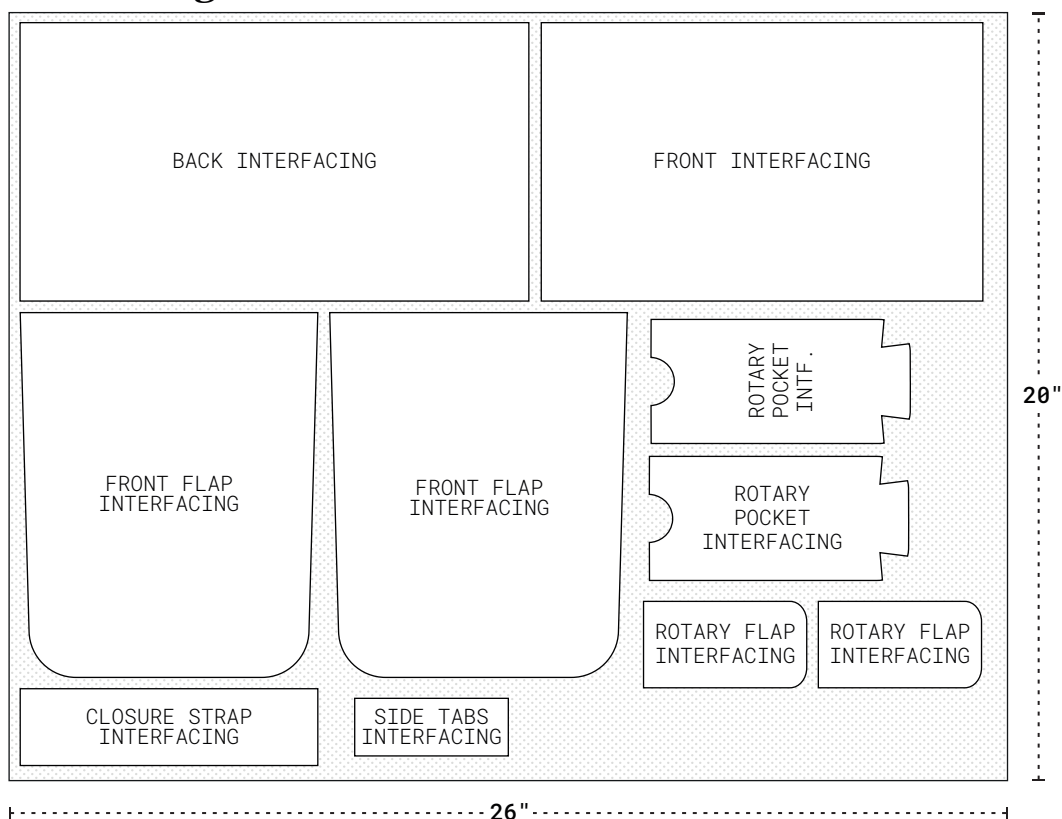 BACK INTERFACING
FRONT INTERFACING
ROTARY
POCKET
INTF.
20"
FRONT FLAP
INTERFACING
FRONT FLAP
INTERFACING
ROTARY
POCKET
INTERFACING
ROTARY FLAP
INTERFACING
ROTARY FLAP
INTERFACING
CLOSURE STRAP
INTERFACING
SIDE TABS
INTERFACING
26"